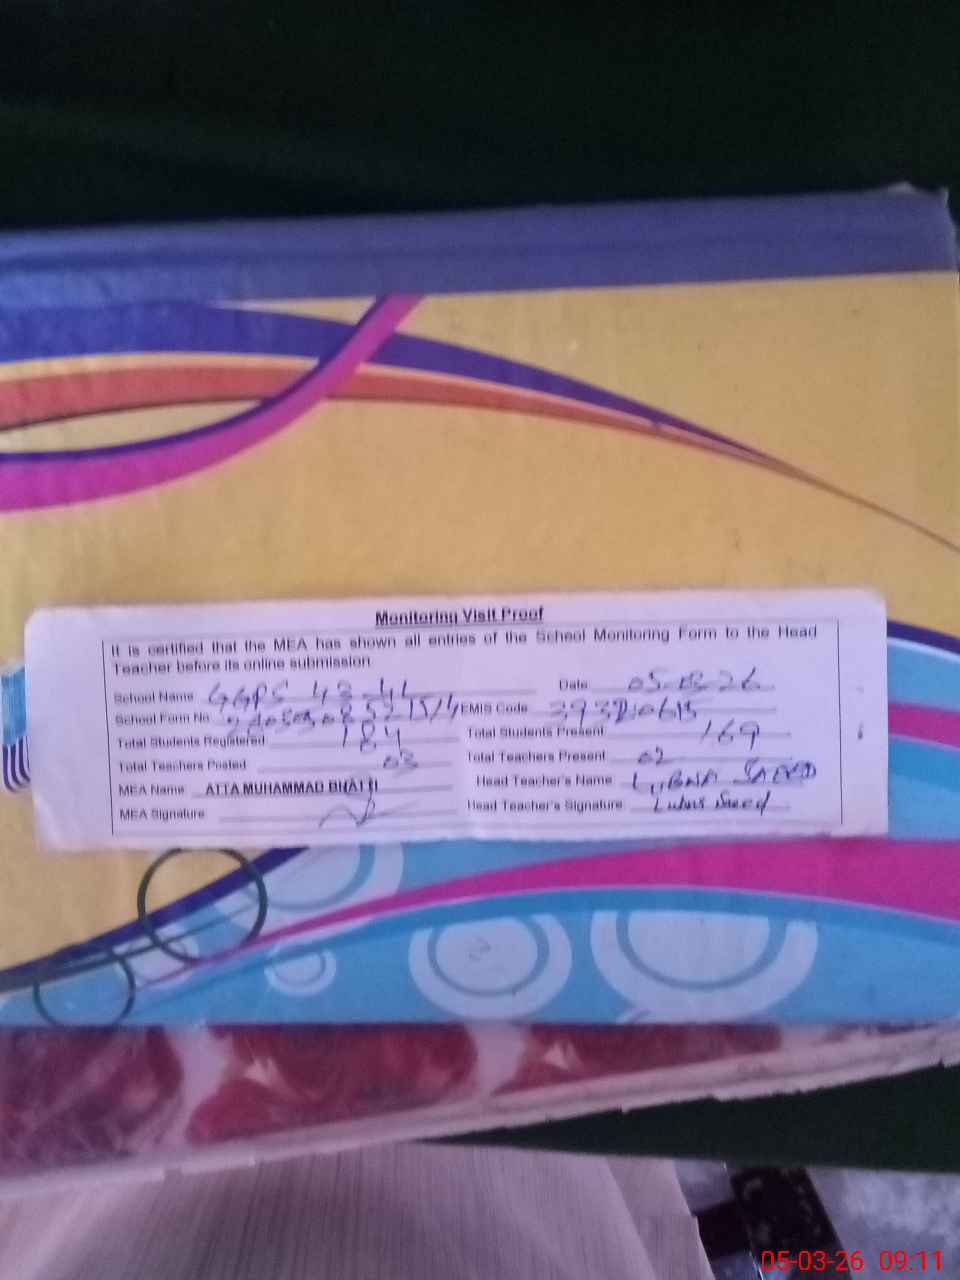 Monitoring Visit Proof
It is certified that the MEA has shown all entries of the School Monitoring Form to the Head
Teacher before its online submission
School Name GGPS 43 Date 05-03-26
School Form No EMIS Code
Total Students Registered 184 Total Students Present 169
Total Teachers Posted 03 Total Teachers Present 02
MEA Name ATTA MUHAMMAD BHATTI Head Teacher's Name LUBNA SAEED
MEA Signature Head Teacher's Signature Lubna Saeed
05-03-26 09:11